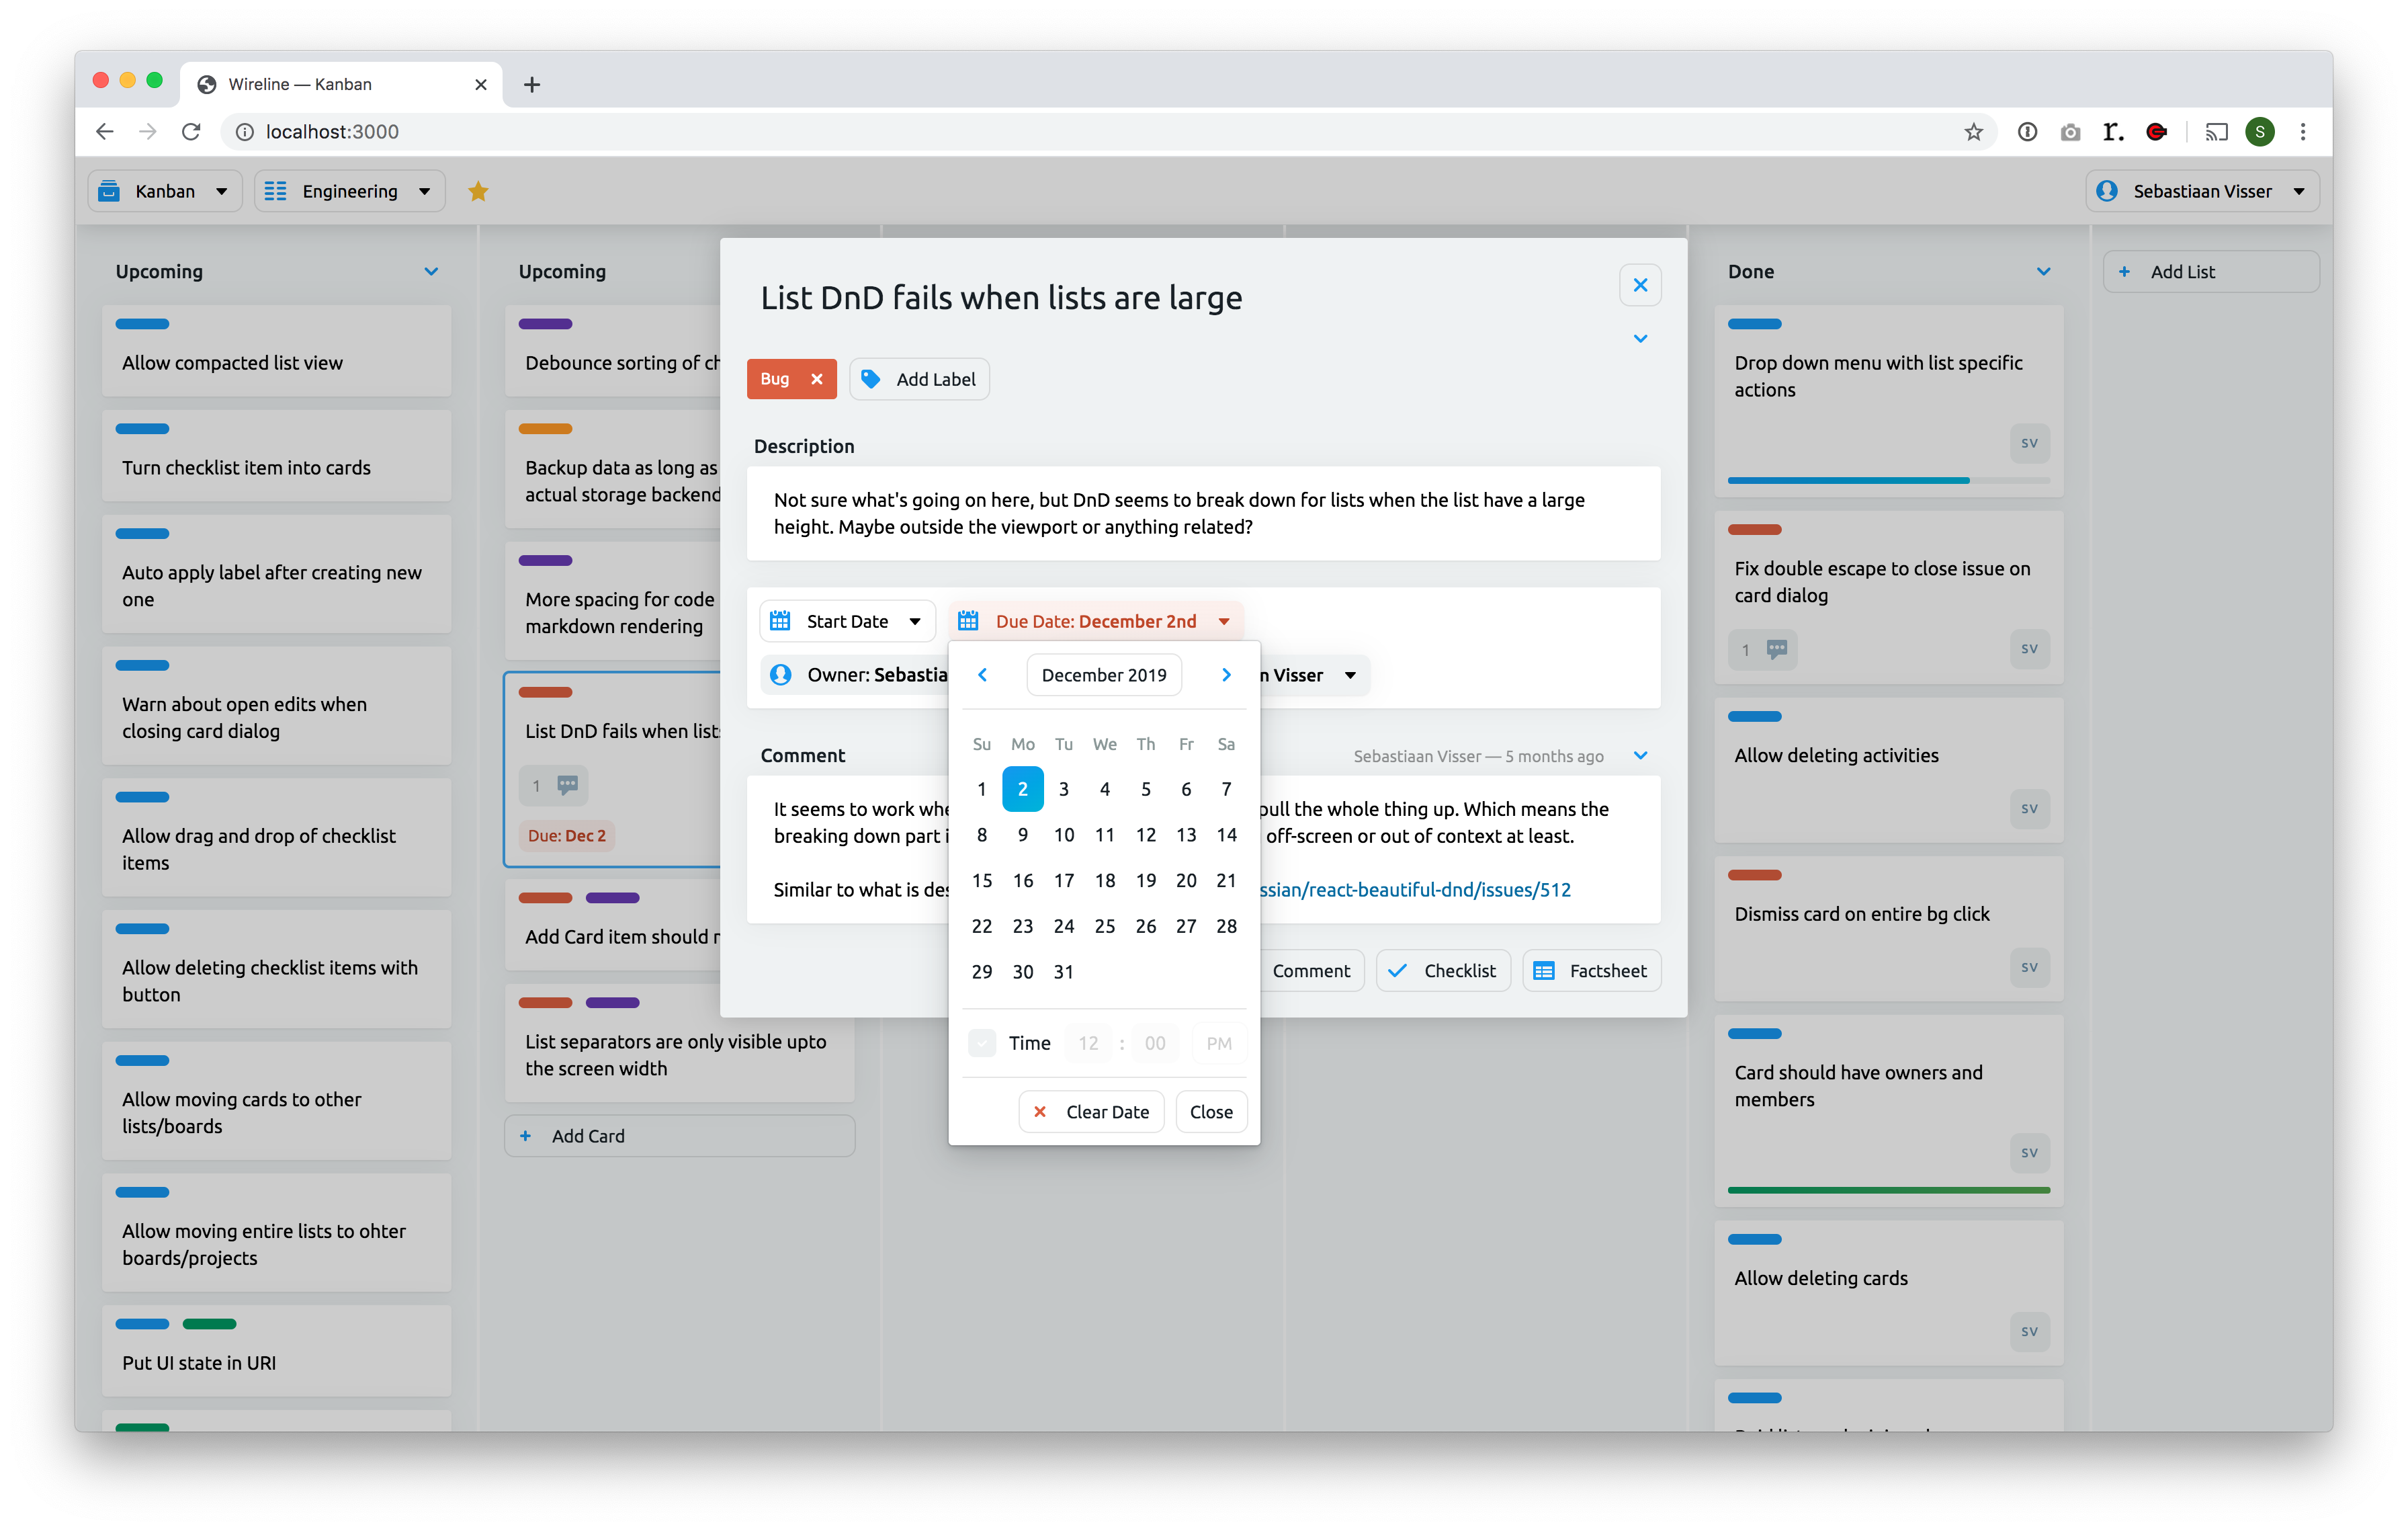 Wireline — Kanban
localhost:3000
r.
S
Kanban
Engineering
Sebastiaan Visser
Upcoming
Allow compacted list view
Turn checklist item into cards
Auto apply label after creating new
one
Warn about open edits when
closing card dialog
Allow drag and drop of checklist
items
Allow deleting checklist items with
button
Allow moving cards to other
lists/boards
Allow moving entire lists to ohter
boards/projects
Put UI state in URI
Upcoming
Debounce sorting of
Backup data as long as
actual storage backend
More spacing for code
markdown rendering
List DnD fails when
1
Due: Dec 2
Add Card item should
List separators are only visible upto
the screen width
+ Add Card
List DnD fails when lists are large
Bug ×
Add Label
Description
Not sure what's going on here, but DnD seems to break down for lists when the list have a large
height. Maybe outside the viewport or anything related?
Start Date
Due Date: December 2nd
Owner:
Visser
December 2019
Su Mo Tu We Th Fr Sa
1 2 3 4 5 6 7
8 9 10 11 12 13 14
15 16 17 18 19 20 21
22 23 24 25 26 27 28
29 30 31
Time 12 : 00 PM
Clear Date
Close
Comment
Sebastiaan Visser — 5 months ago
It seems to work
pull the whole thing up. Which means the
breaking down part
off-screen or out of context at least.
Similar to what is
ssian/react-beautiful-dnd/issues/512
Comment
Checklist
Factsheet
Done
Drop down menu with list specific
actions
SV
Fix double escape to close issue on
card dialog
1
SV
Allow deleting activities
SV
Dismiss card on entire bg click
SV
Card should have owners and
members
SV
Allow deleting cards
SV
+ Add List